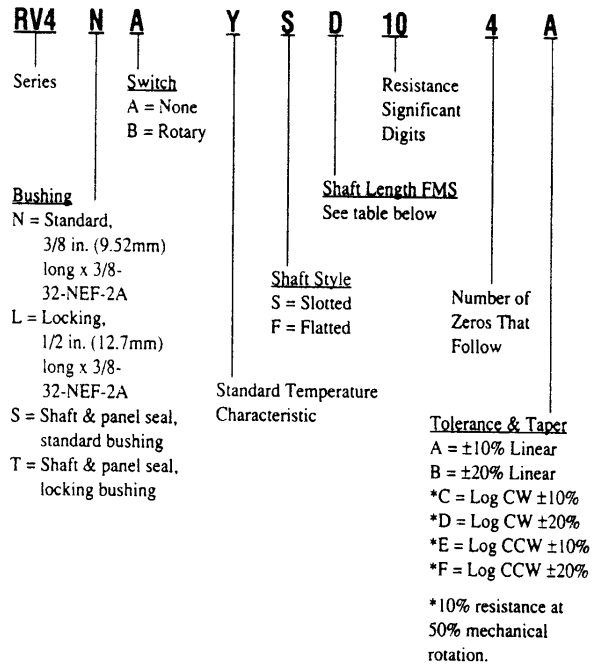 RV4 N A Y S D 10 4 A
Series
Switch
A = None
B = Rotary
Resistance
Significant
Digits
Bushing
N = Standard,
3/8 in. (9.52mm)
long x 3/8-
32-NEF-2A
L = Locking,
1/2 in. (12.7mm)
long x 3/8-
32-NEF-2A
S = Shaft & panel seal,
standard bushing
T = Shaft & panel seal,
locking bushing
Shaft Length FMS
See table below
Shaft Style
S = Slotted
F = Flatted
Number of
Zeros That
Follow
Standard Temperature
Characteristic
Tolerance & Taper
A = ±10% Linear
B = ±20% Linear
*C = Log CW ±10%
*D = Log CW ±20%
*E = Log CCW ±10%
*F = Log CCW ±20%
*10% resistance at
50% mechanical
rotation.